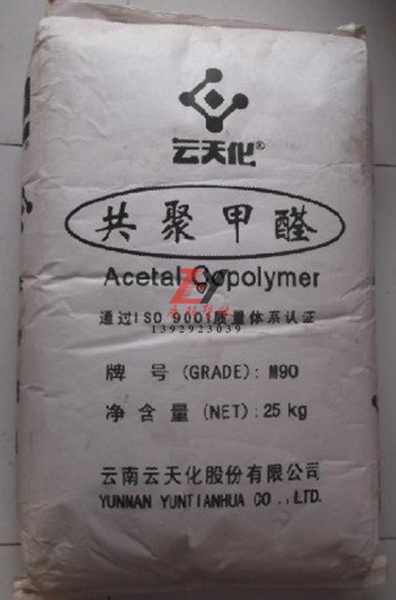 云天化®
共聚甲醛
Acetal Copolymer
通过ISO 9001质量体系认证
13929923039
牌号(GRADE): M90
净含量(NET): 25 kg
云南云天化股份有限公司
YUNNAN YUNTIANHUA CO.,LTD.